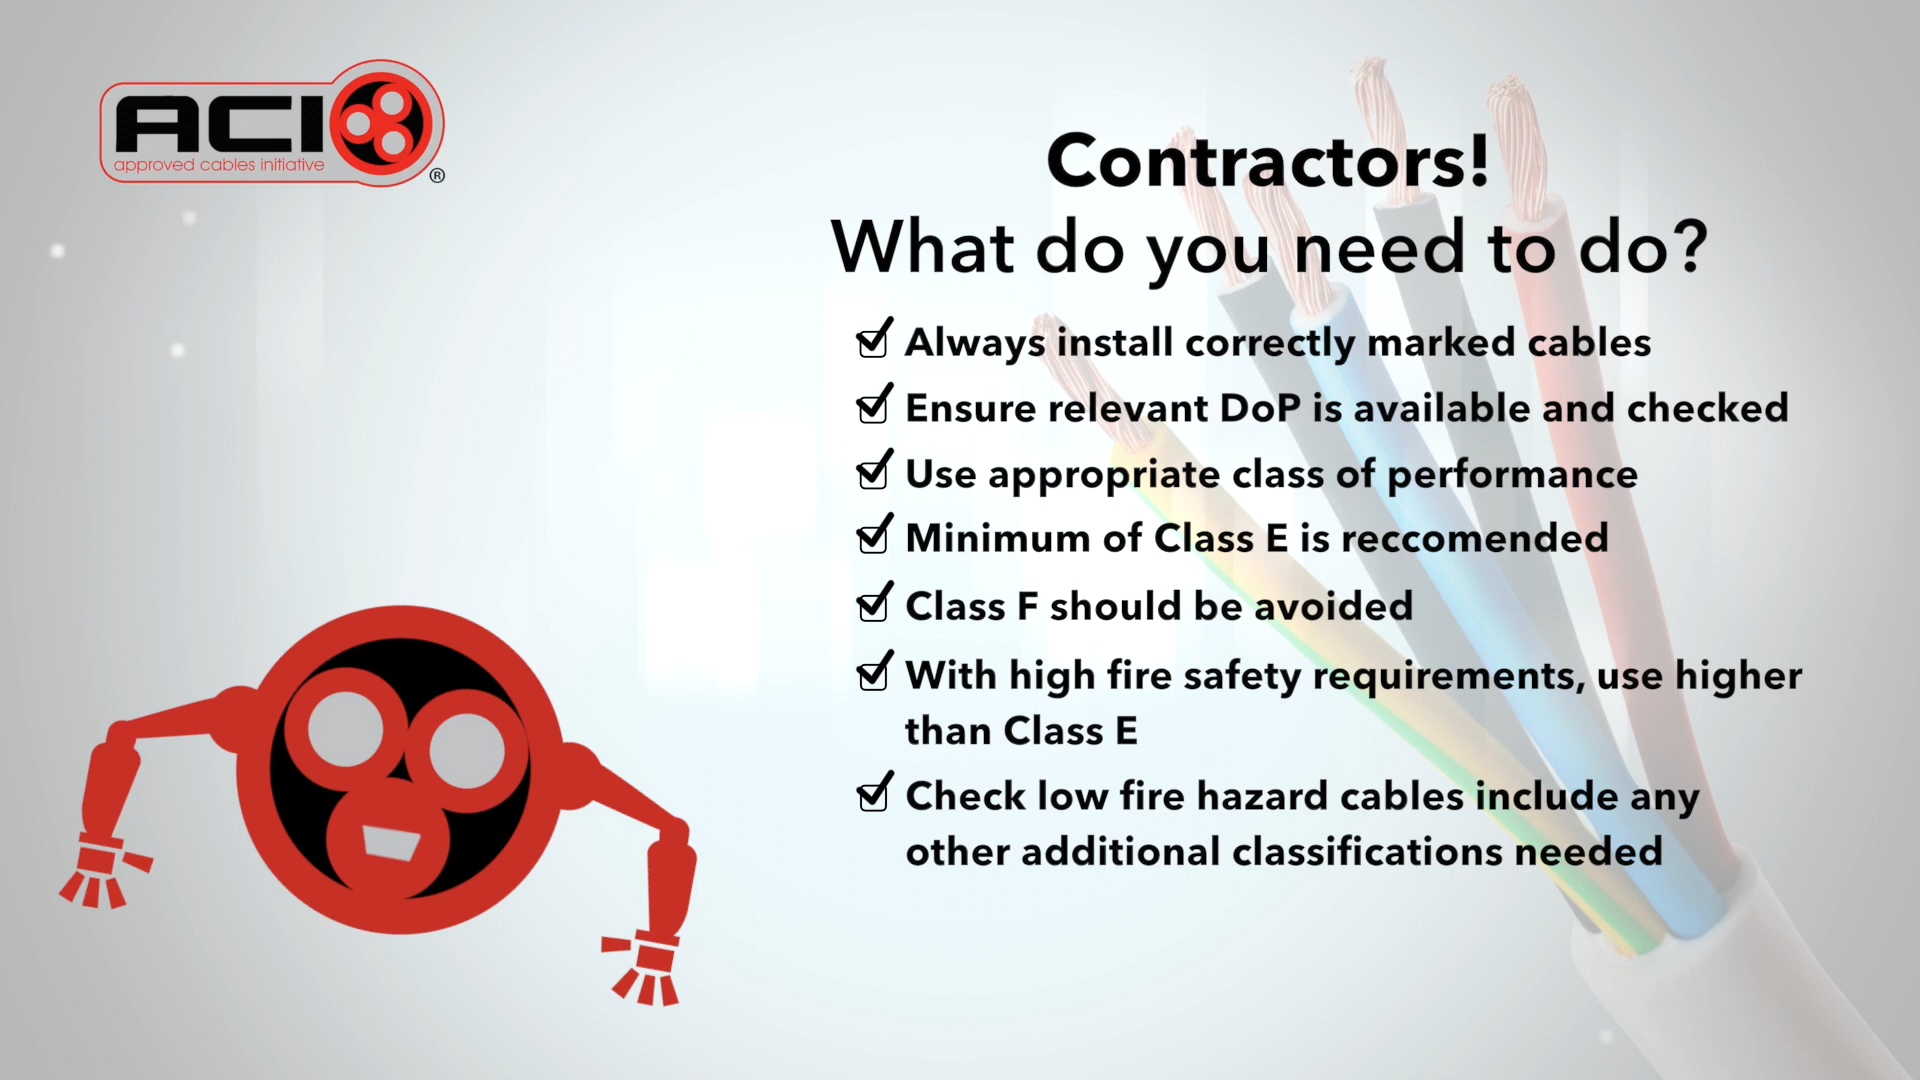 ACI
approved cables initiative
®
Contractors!
What do you need to do?
Always install correctly marked cables
Ensure relevant DoP is available and checked
Use appropriate class of performance
Minimum of Class E is reccomended
Class F should be avoided
With high fire safety requirements, use higher
than Class E
Check low fire hazard cables include any
other additional classifications needed